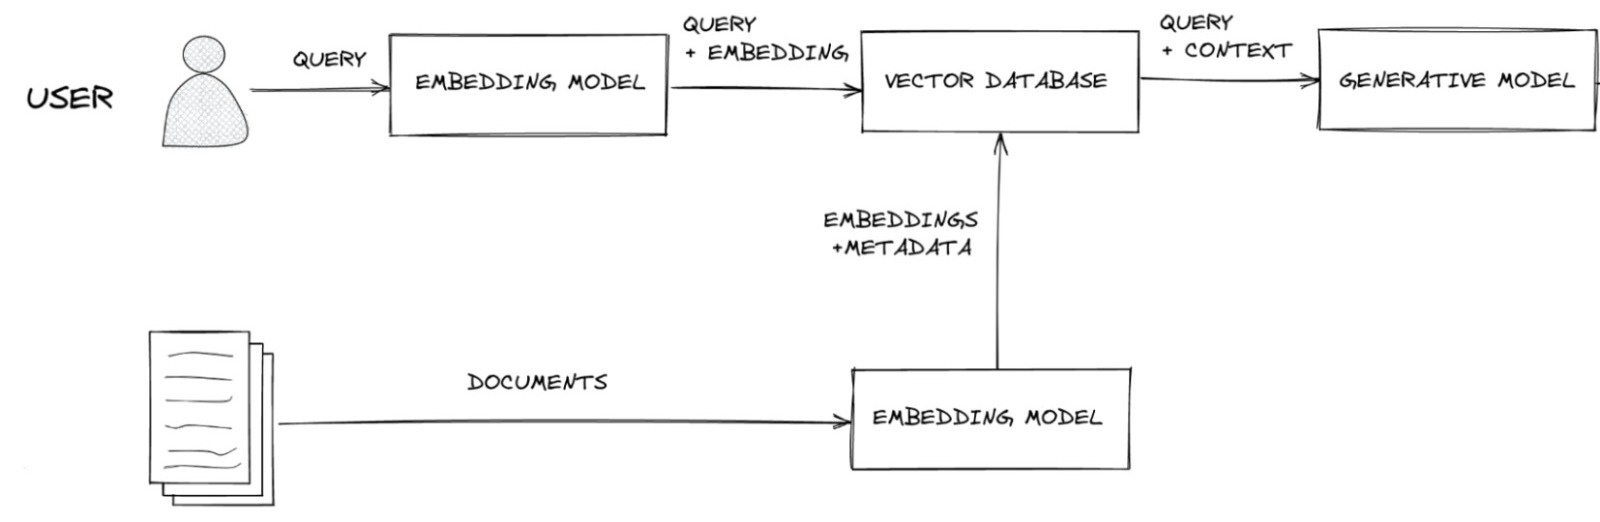 USER
QUERY
EMBEDDING MODEL
QUERY
+ EMBEDDING
VECTOR DATABASE
QUERY
+ CONTEXT
GENERATIVE MODEL
EMBEDDINGS
+METADATA
DOCUMENTS
EMBEDDING MODEL